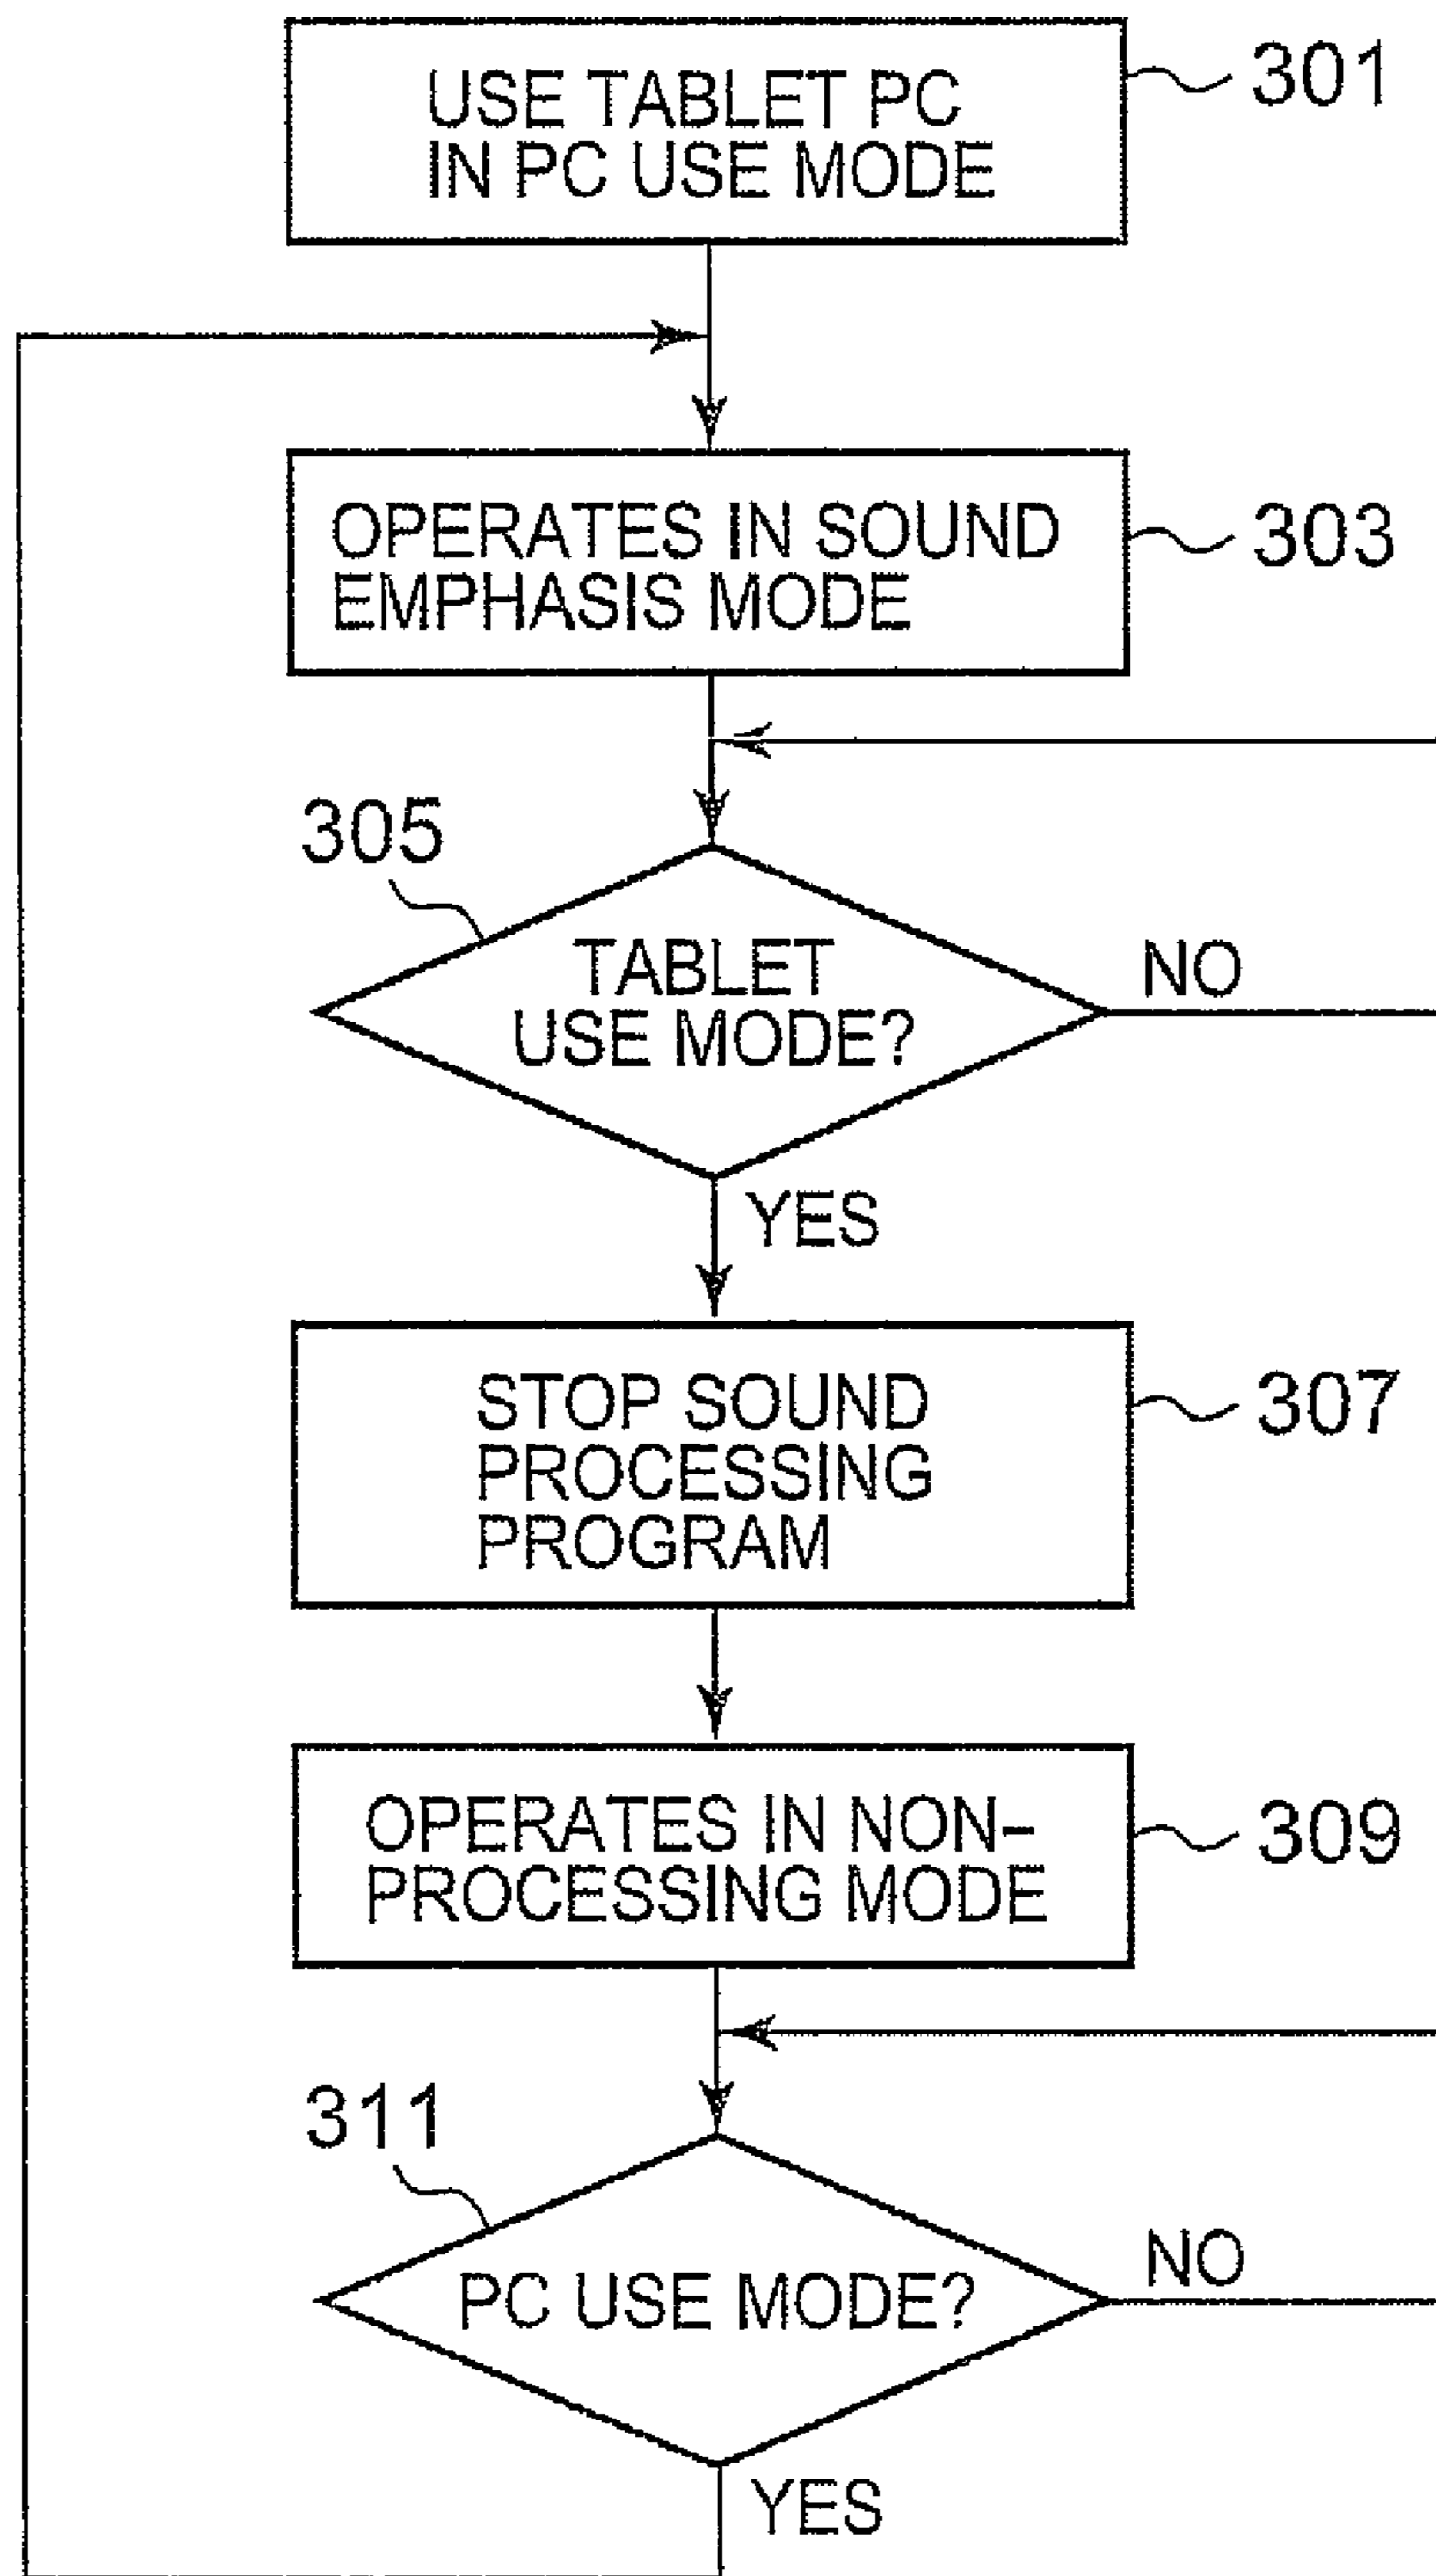 USE TABLET PC
IN PC USE MODE
301
OPERATES IN SOUND
EMPHASIS MODE
303
305
TABLET
USE MODE?
NO
YES
STOP SOUND
PROCESSING
PROGRAM
307
OPERATES IN NON-
PROCESSING MODE
309
311
PC USE MODE?
NO
YES